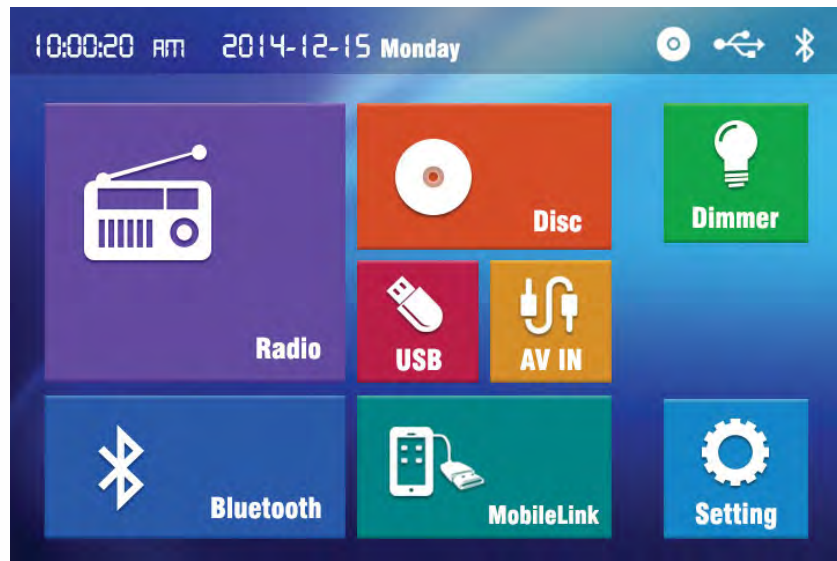 10:00:20 AM 2014-12-15 Monday
Disc
Dimmer
Radio
USB
AV IN
Bluetooth
MobileLink
Setting